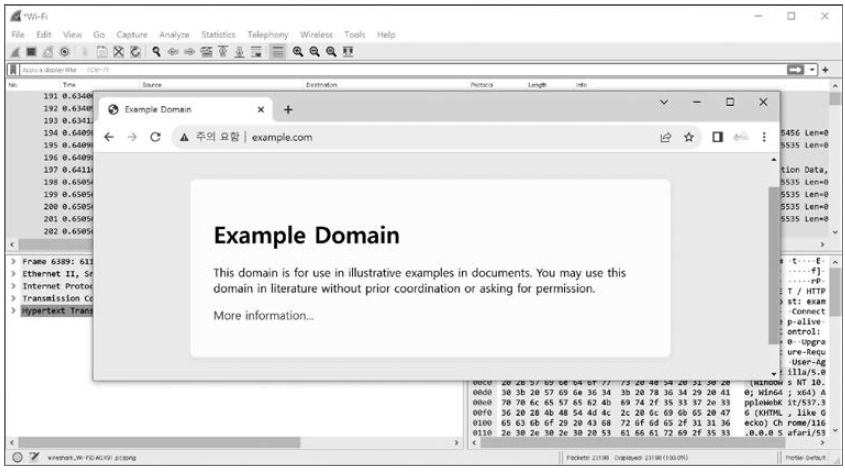 *Wi-Fi
File Edit View Go Capture Analyze Statistics Telephony Wireless Tools Help
Apply a display filter
No. Time Source Destination Protocol Length Info
191 0.6340
192 0.6340
193 0.6341
194 0.6409
195 0.6409
196 0.6409
197 0.6411
198 0.6505
199 0.6505
200 0.6505
201 0.6505
202 0.6505
5456 Len=0
5535 Len=0
tion Data,
5535 Len=0
5535 Len=0
5535 Len=0
5535 Len=0
Example Domain
주의 요함 | example.com
Example Domain
This domain is for use in illustrative examples in documents. You may use this
domain in literature without prior coordination or asking for permission.
More information...
Frame 6389: 611
Ethernet II, Sr
Internet Protoc
Transmission Co
Hypertext Trans
·t····E·
·····f]·
·····rP·
T / HTTP
st: exam
·Connect
p-alive·
ontrol:
0··Upgra
ure-Requ
·User-Ag
illa/5.0
00c0 20 28 57 69 6e 64 6f 77 73 20 4e 54 20 31 30 2e (Window s NT 10.
00d0 30 3b 20 57 69 6e 36 34 3b 20 78 36 34 29 20 41 0; Win64 ; x64) A
00e0 70 70 6c 65 57 65 62 4b 69 74 2f 35 33 37 2e 33 ppleWebK it/537.3
00f0 36 20 28 4b 48 54 4d 4c 2c 20 6c 69 6b 65 20 47 6 (KHTML , like G
0100 65 63 6b 6f 29 20 43 68 72 6f 6d 65 2f 31 31 36 ecko) Ch rome/116
0110 2e 30 2e 30 2e 30 20 53 61 66 61 72 69 2f 35 33 .0.0.0 S afari/53
Packets: 23198 · Displayed: 23198 (100.0%)
Profile: Default